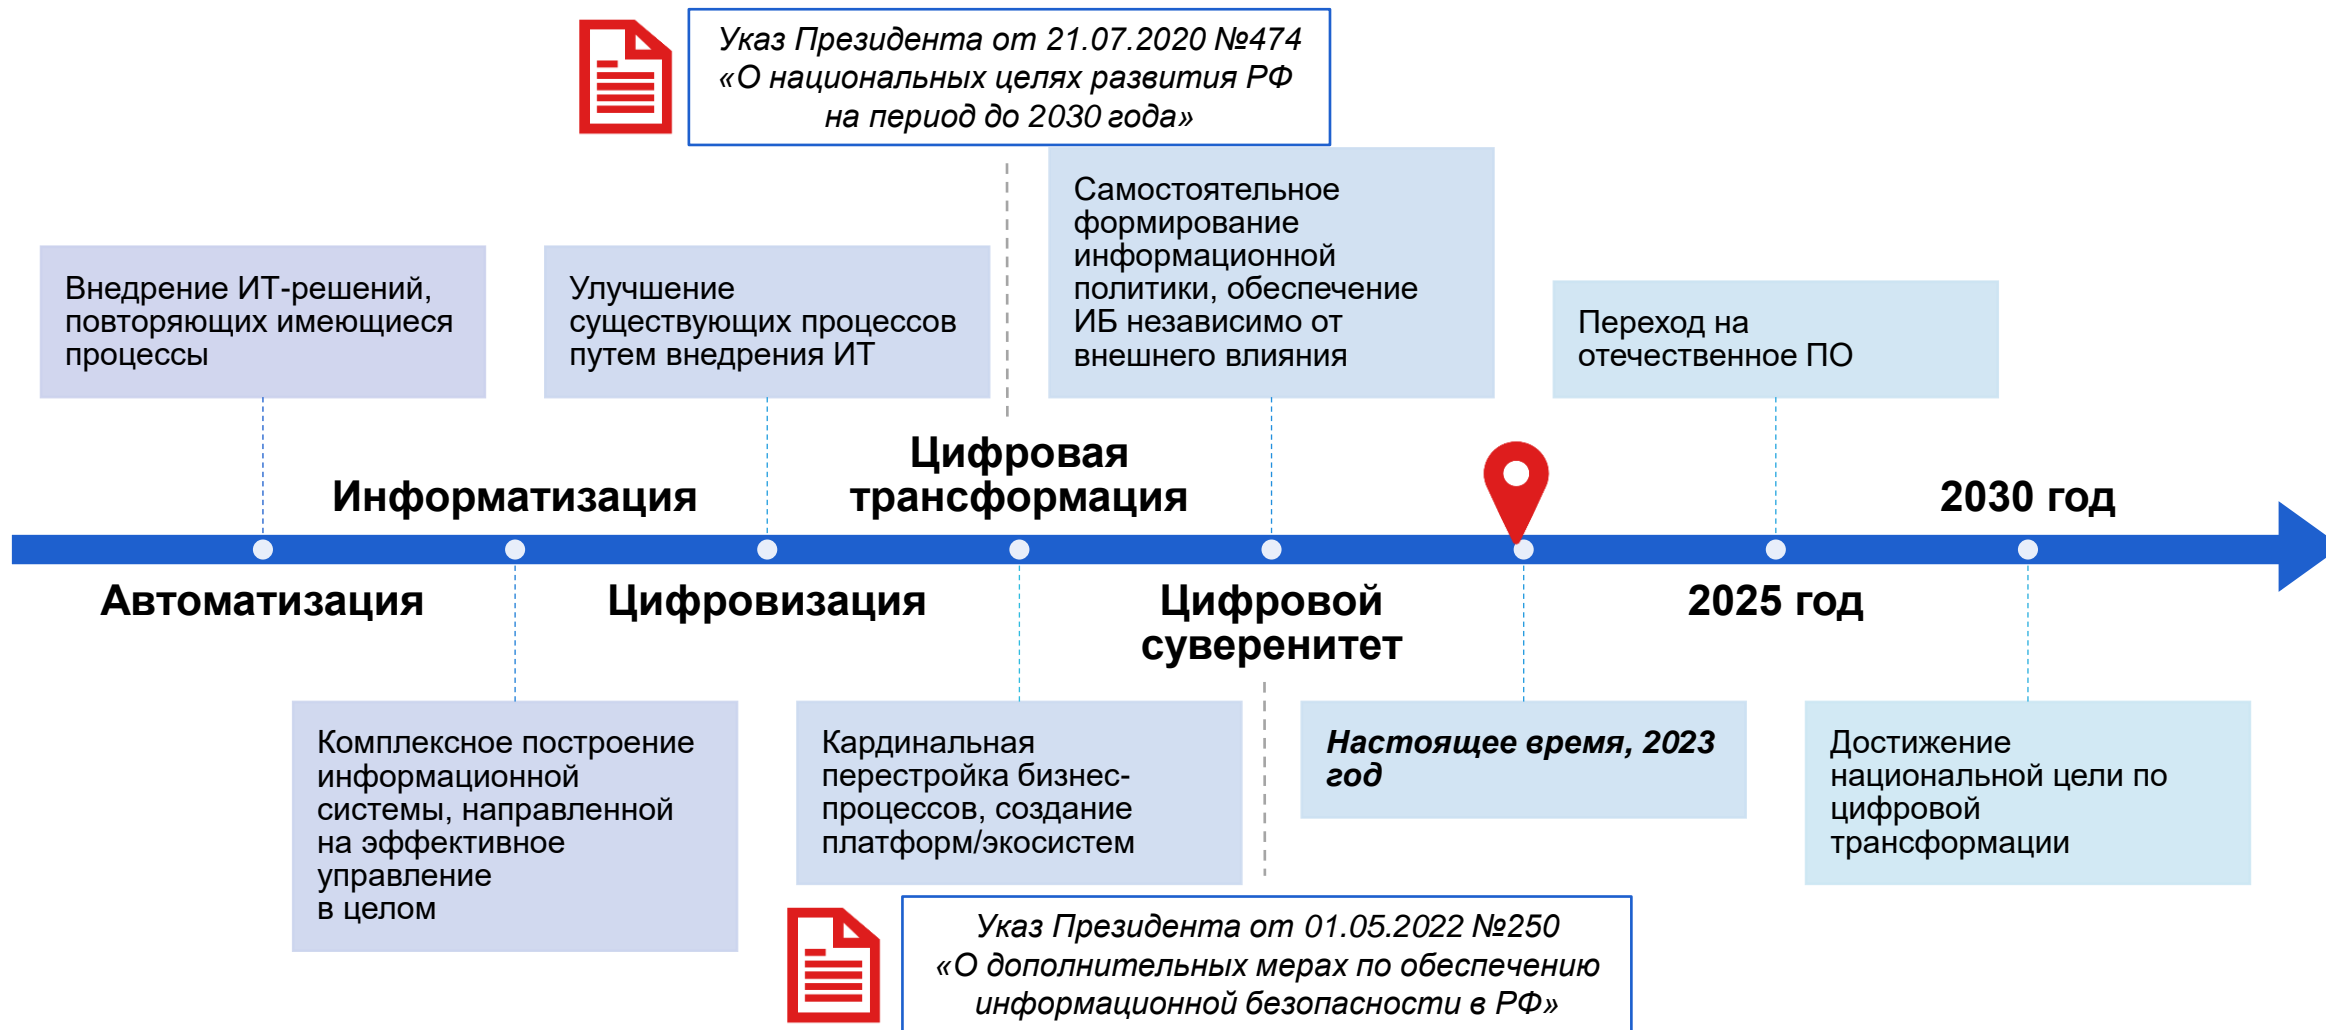 Указ Президента от 21.07.2020 №474
«О национальных целях развития РФ
на период до 2030 года»
Внедрение ИТ-решений,
повторяющих имеющиеся
процессы
Улучшение
существующих процессов
путем внедрения ИТ
Самостоятельное
формирование
информационной
политики, обеспечение
ИБ независимо от
внешнего влияния
Переход на
отечественное ПО
Информатизация
Цифровая
трансформация
2030 год
Автоматизация
Цифровизация
Цифровой
суверенитет
2025 год
Комплексное построение
информационной
системы, направленной
на эффективное
управление
в целом
Кардинальная
перестройка бизнес-
процессов, создание
платформ/экосистем
Настоящее время, 2023
год
Достижение
национальной цели по
цифровой
трансформации
Указ Президента от 01.05.2022 №250
«О дополнительных мерах по обеспечению
информационной безопасности в РФ»